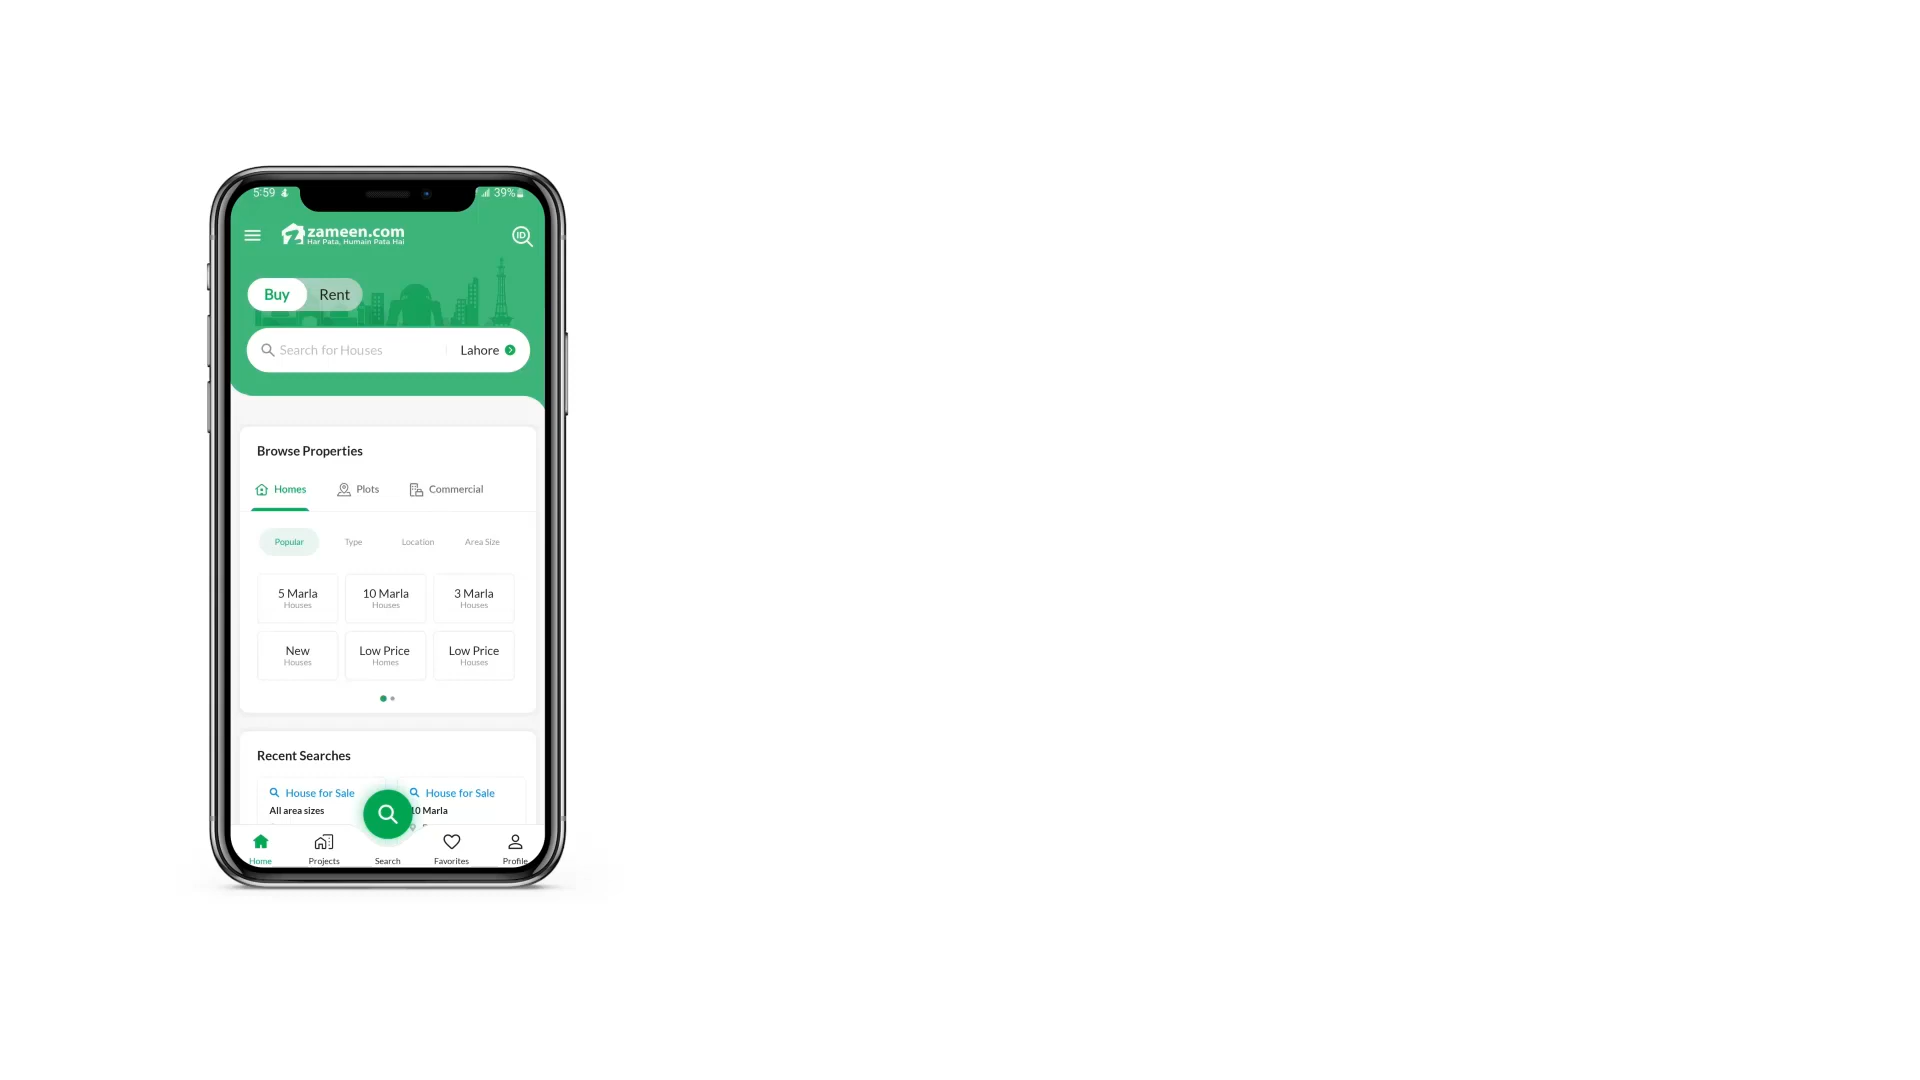 5:59
39%
zameen.com
Har Pata, Humain Pata Hai
ID
Buy Rent
Search for Houses Lahore
Browse Properties
Homes Plots Commercial
Popular Type Location Area Size
5 Marla 10 Marla 3 Marla
Houses Houses Houses
New Low Price Low Price
Houses Homes Houses
Recent Searches
House for Sale House for Sale
All area sizes 10 Marla
Home Projects Search Favorites Profile